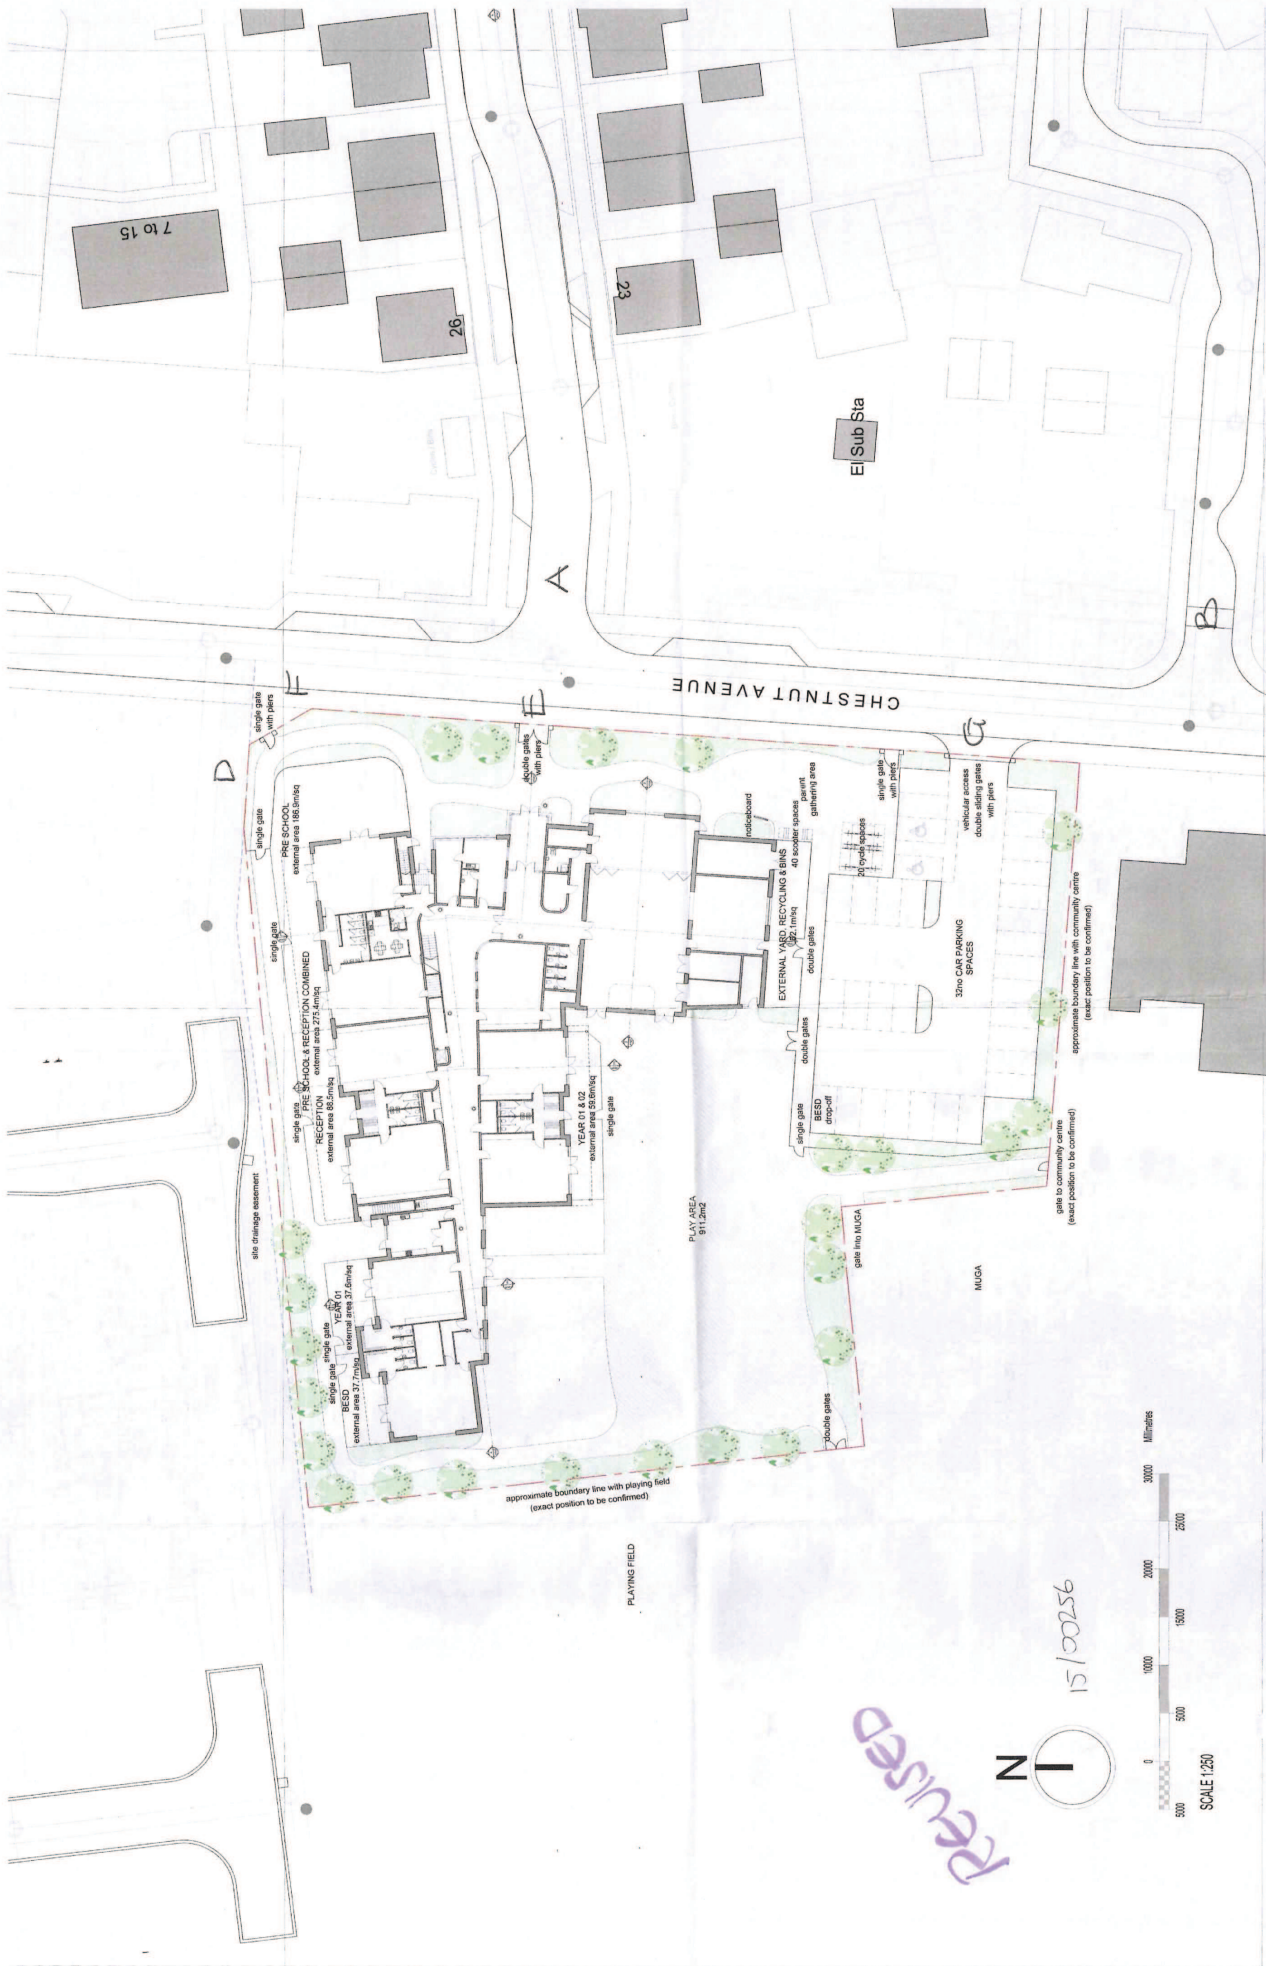 7 to 15
26
23
El Sub Sta
A
B
CHESTNUT AVENUE
D
F
E
G
single gate
with piers
single gate
PRE SCHOOL
external area 186.9m/sq
double gates
with piers
single gate
PRE SCHOOL & RECEPTION COMBINED
external area 275.4m/sq
single gate
RECEPTION
external area 88.5m/sq
site drainage easement
single gate
YEAR 01
external area 37.6m/sq
single gate
BESD
external area 37.7m/sq
YEAR 01 & 02
external area 59.6m/sq
single gate
noticeboard
parent
gathering area
40 scooter spaces
single gate
with piers
20 cycle spaces
EXTERNAL YARD, RECYCLING & BINS
double gates
double gates
vehicular access
double sliding gates
with piers
32no CAR PARKING
SPACES
single gate
BESD
drop-off
approximate boundary line with community centre
(exact position to be confirmed)
gate to community centre
(exact position to be confirmed)
PLAY AREA
911.2m2
gate into MUGA
MUGA
double gates
approximate boundary line with playing field
(exact position to be confirmed)
PLAYING FIELD
REVISED
N
15/00256
5000 0 5000 10000 15000 20000 25000 30000 Millimetres
SCALE 1:250